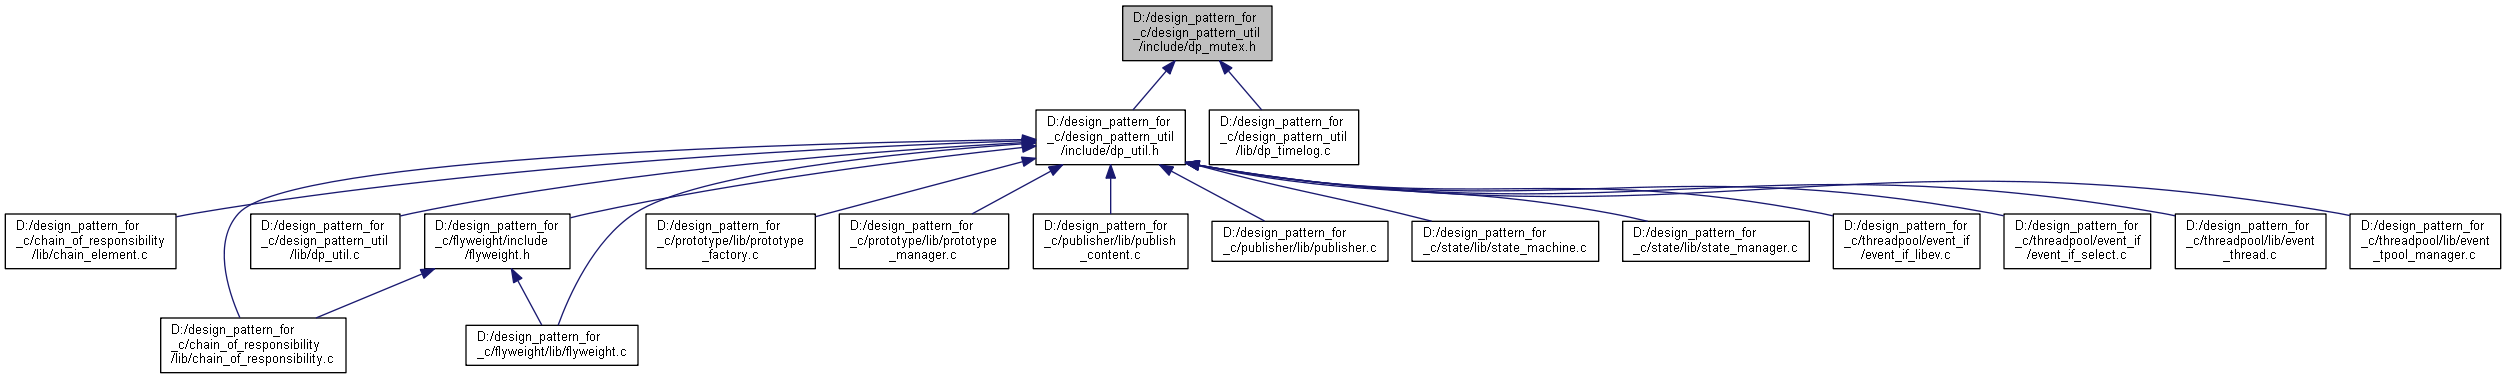 D:/design_pattern_for
_c/design_pattern_util
/include/dp_mutex.h
D:/design_pattern_for
_c/design_pattern_util
/include/dp_util.h
D:/design_pattern_for
_c/design_pattern_util
/lib/dp_timelog.c
D:/design_pattern_for
_c/chain_of_responsibility
/lib/chain_element.c
D:/design_pattern_for
_c/design_pattern_util
/lib/dp_util.c
D:/design_pattern_for
_c/flyweight/include
/flyweight.h
D:/design_pattern_for
_c/prototype/lib/prototype
_factory.c
D:/design_pattern_for
_c/prototype/lib/prototype
_manager.c
D:/design_pattern_for
_c/publisher/lib/publish
_content.c
D:/design_pattern_for
_c/publisher/lib/publisher.c
D:/design_pattern_for
_c/state/lib/state_machine.c
D:/design_pattern_for
_c/state/lib/state_manager.c
D:/design_pattern_for
_c/threadpool/event_if
/event_if_libev.c
D:/design_pattern_for
_c/threadpool/event_if
/event_if_select.c
D:/design_pattern_for
_c/threadpool/lib/event
_thread.c
D:/design_pattern_for
_c/threadpool/lib/event
_tpool_manager.c
D:/design_pattern_for
_c/chain_of_responsibility
/lib/chain_of_responsibility.c
D:/design_pattern_for
_c/flyweight/lib/flyweight.c